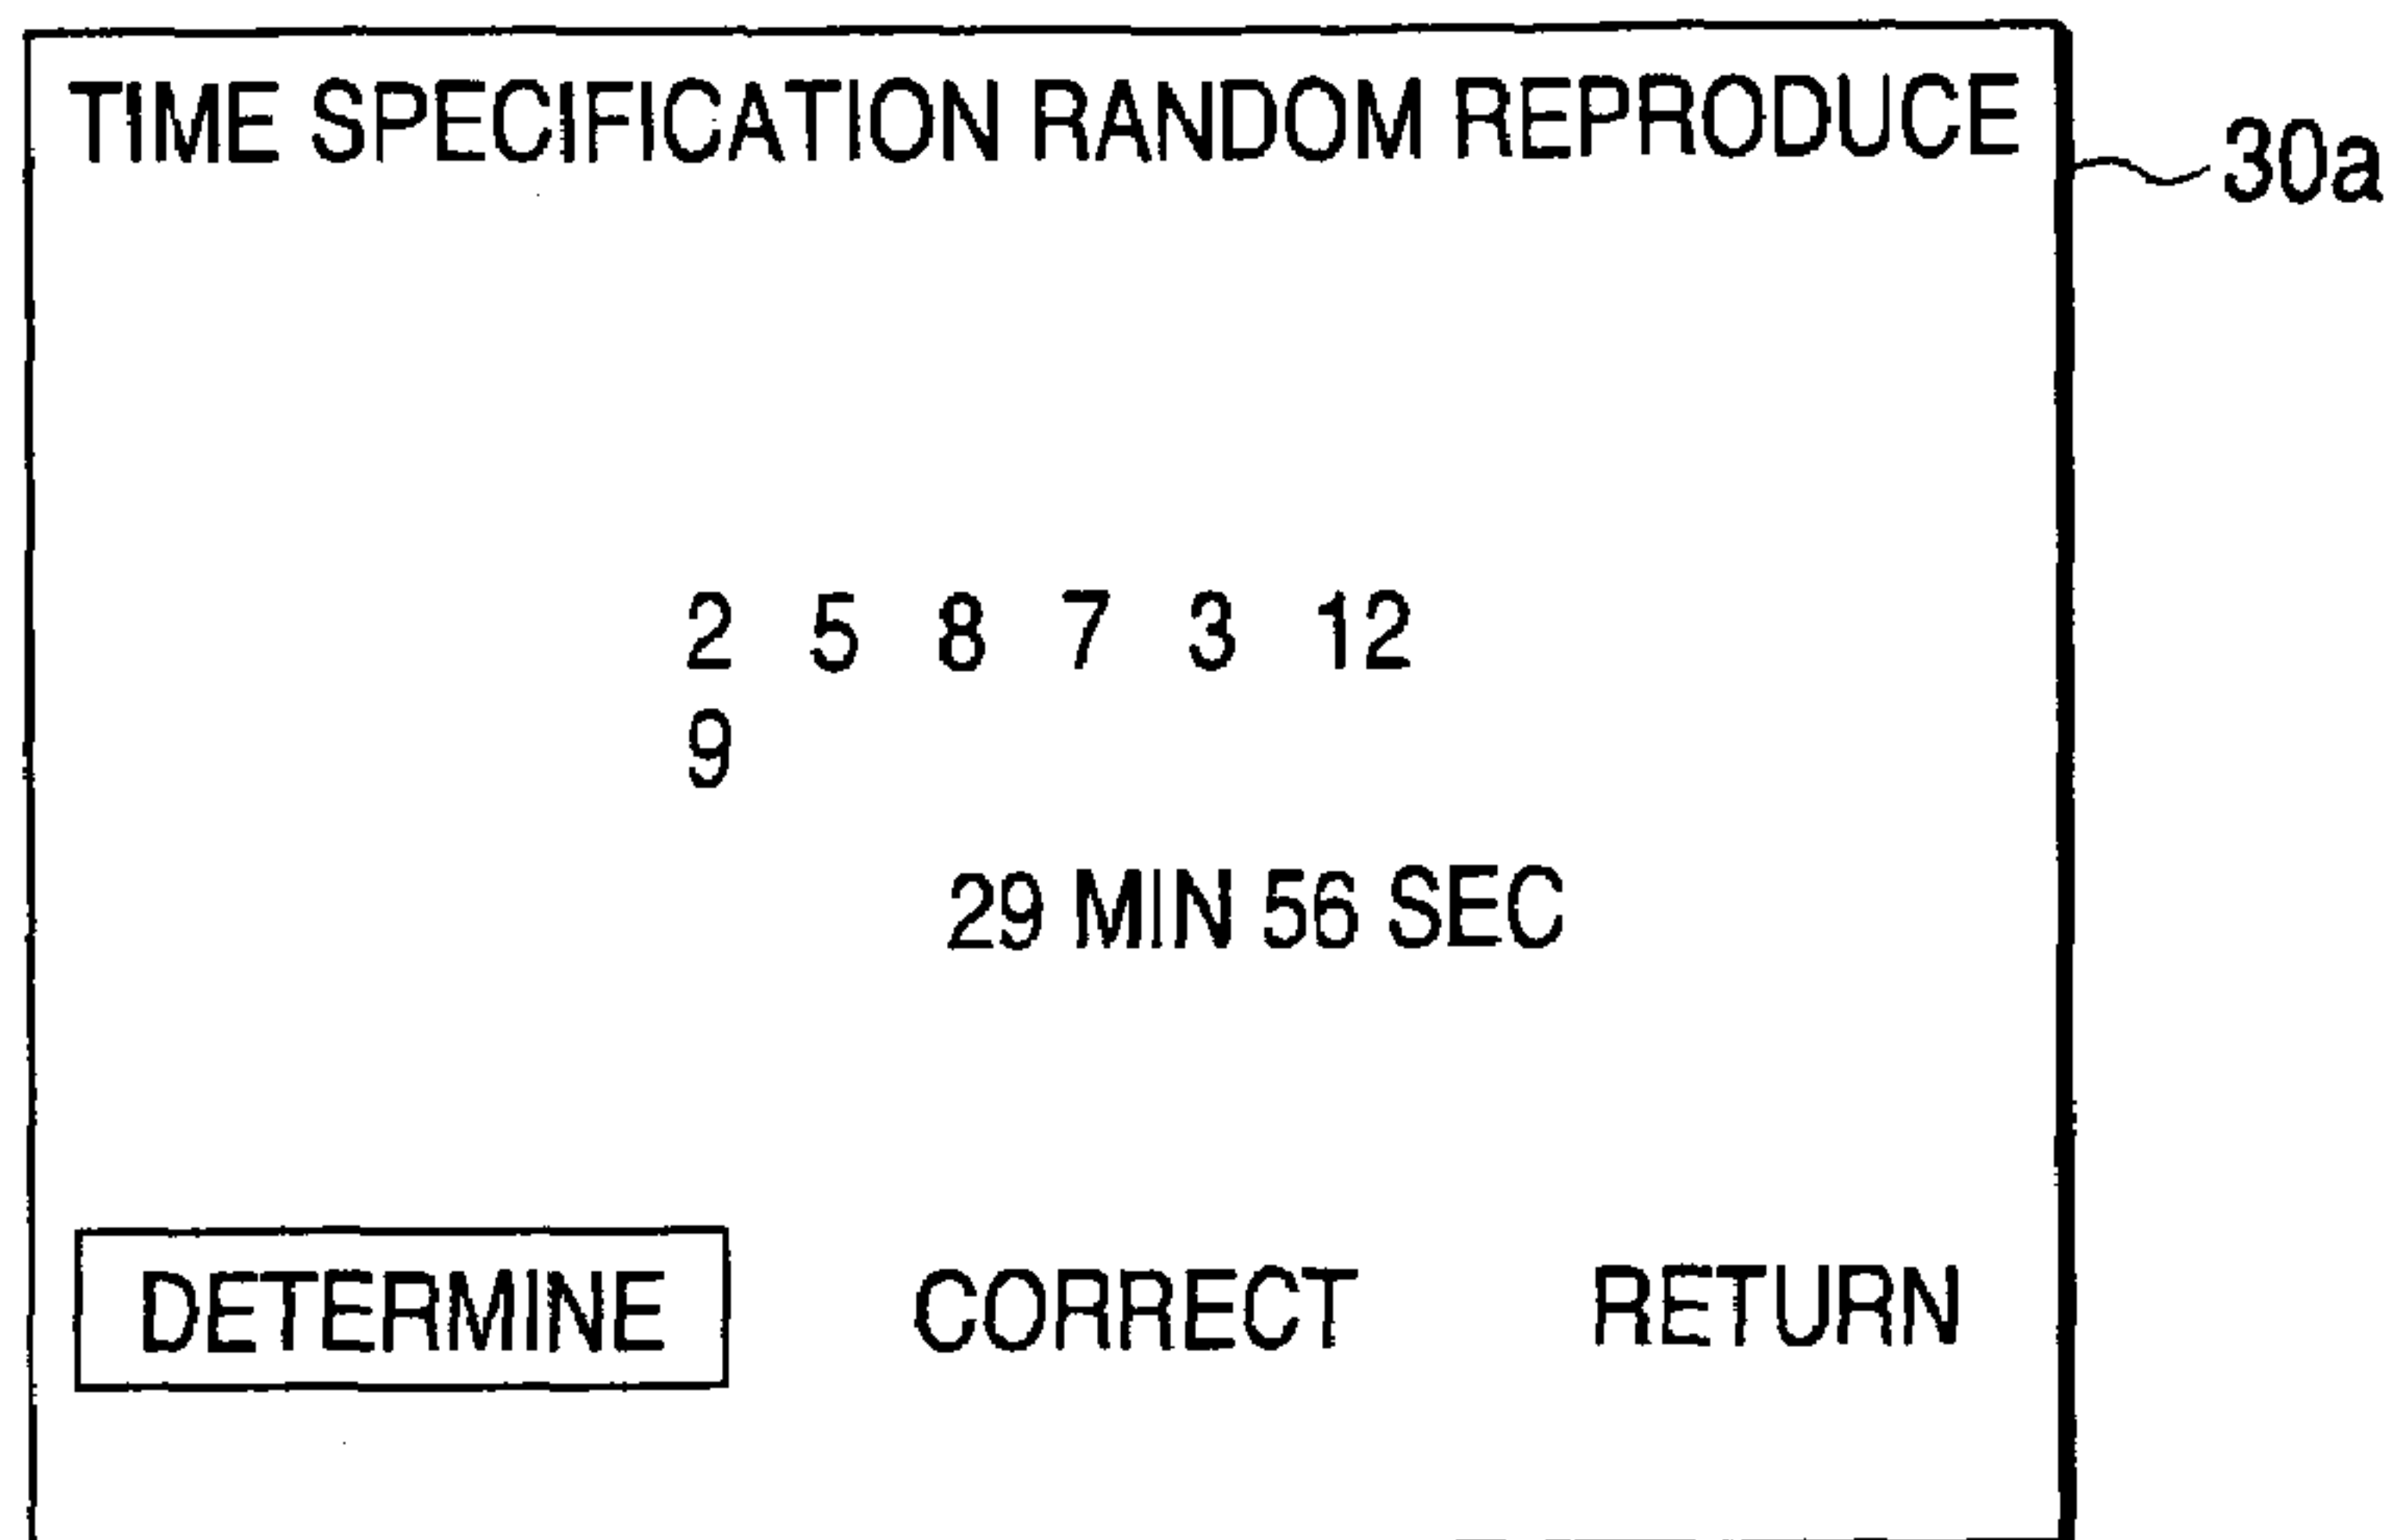 TIME SPECIFICATION RANDOM REPRODUCE
30a
2 5 8 7 3 12
9
29 MIN 56 SEC
DETERMINE CORRECT RETURN